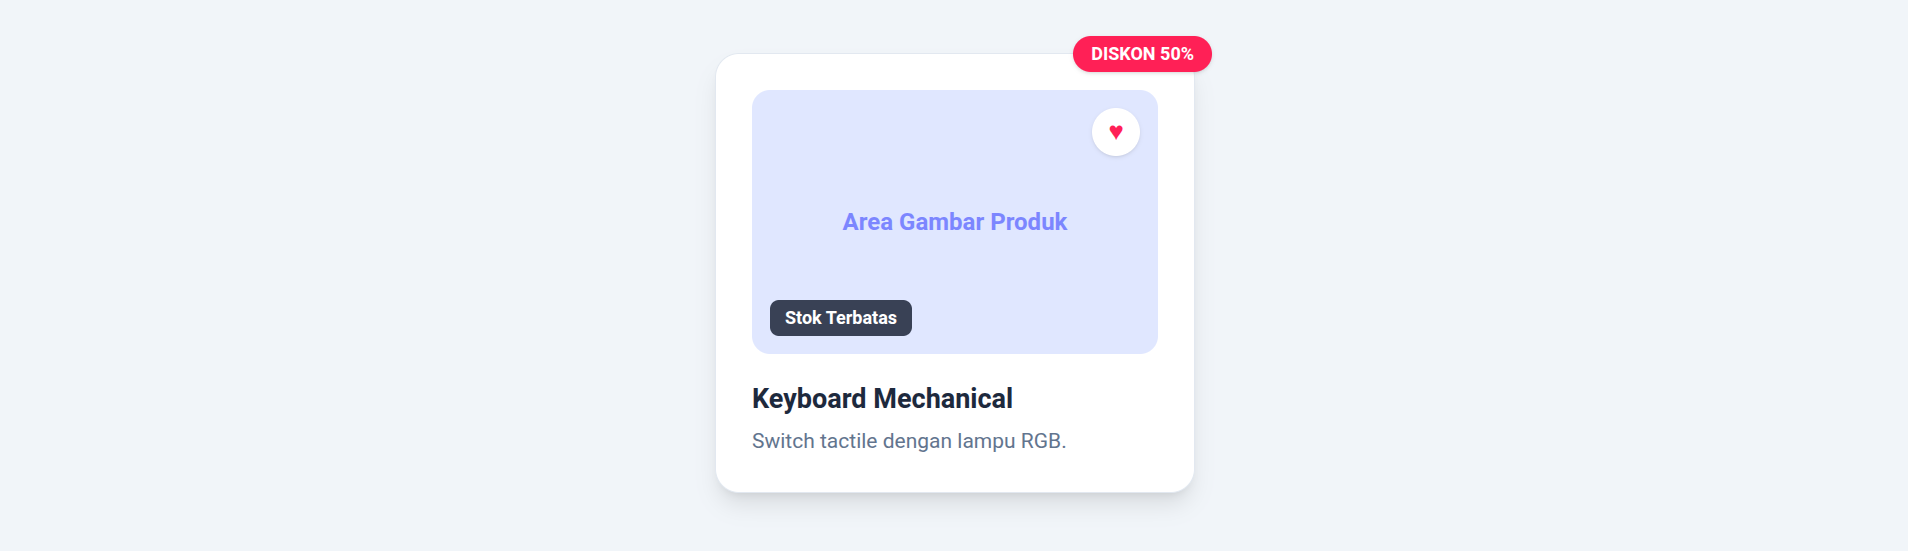 DISKON 50%
♥
Area Gambar Produk
Stok Terbatas
Keyboard Mechanical
Switch tactile dengan lampu RGB.